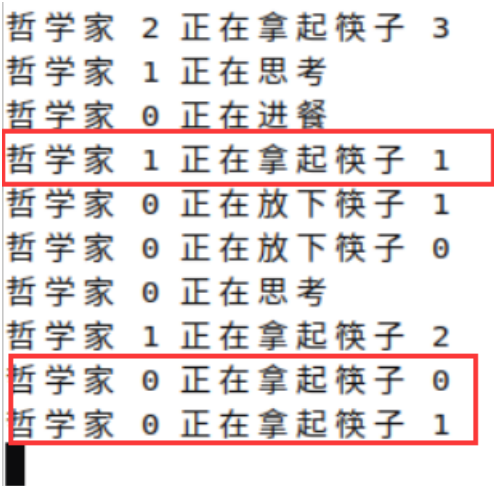 哲学家 2 正在拿起筷子 3
哲学家 1 正在思考
哲学家 0 正在进餐
哲学家 1 正在拿起筷子 1
哲学家 0 正在放下筷子 1
哲学家 0 正在放下筷子 0
哲学家 0 正在思考
哲学家 1 正在拿起筷子 2
哲学家 0 正在拿起筷子 0
哲学家 0 正在拿起筷子 1